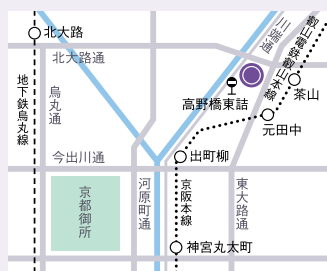 北大路
北大路通
地下鉄烏丸線
烏丸通
川端通
叡山電鉄叡山本線
高野橋東詰
茶山
元田中
今出川通
出町柳
京都御所
河原町通
京阪本線
東大路通
神宮丸太町